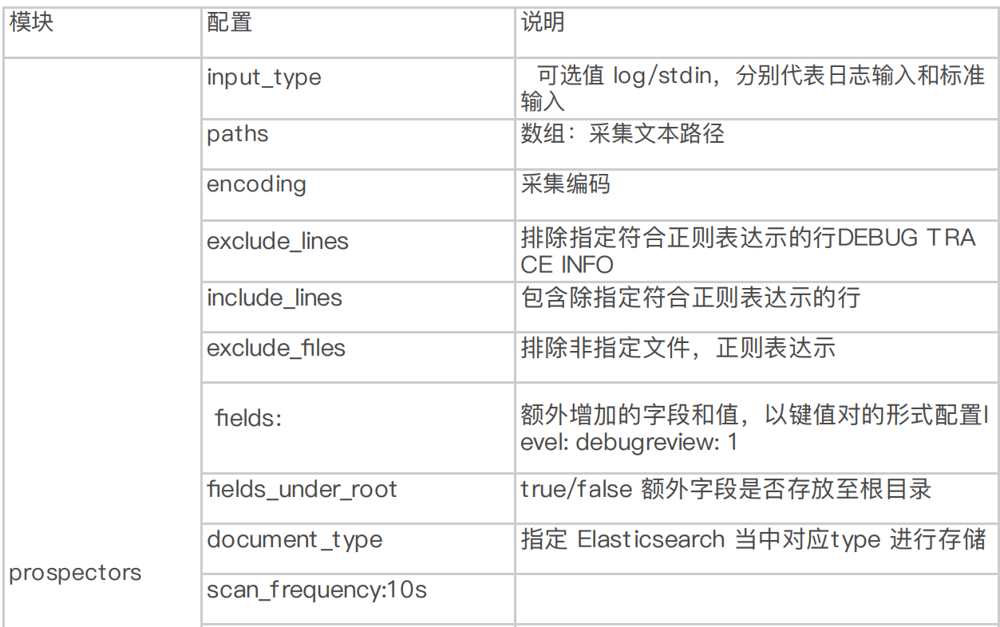 模块 配置 说明
input_type 可选值 log/stdin，分别代表日志输入和标准
输入
paths 数组：采集文本路径
encoding 采集编码
exclude_lines 排除指定符合正则表达示的行DEBUG TRA
CE INFO
include_lines 包含除指定符合正则表达示的行
exclude_files 排除非指定文件，正则表达示
fields: 额外增加的字段和值，以键值对的形式配置l
evel: debugreview: 1
fields_under_root true/false 额外字段是否存放至根目录
document_type 指定 Elasticsearch 当中对应type 进行存储
prospectors
scan_frequency:10s